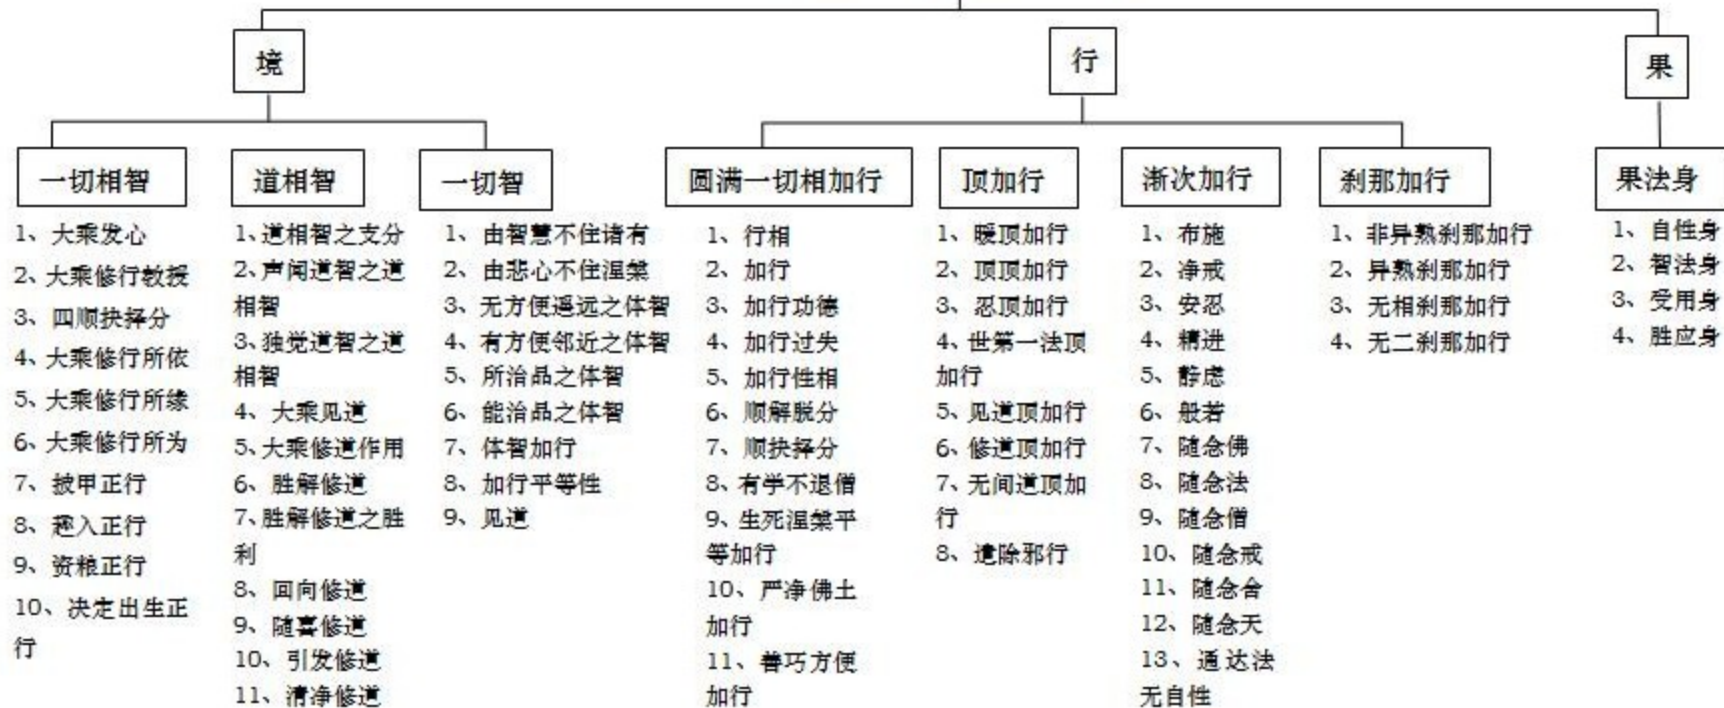 境
行
果
一切相智
1、大乘发心
2、大乘修行教授
3、四顺抉择分
4、大乘修行所依
5、大乘修行所缘
6、大乘修行所为
7、披甲正行
8、趣入正行
9、资粮正行
10、决定出生正
行
道相智
1、道相智之支分
2、声闻道智之道
相智
3、独觉道智之道
相智
4、大乘见道
5、大乘修道作用
6、胜解修道
7、胜解修道之胜
利
8、回向修道
9、随喜修道
10、引发修道
11、清净修道
一切智
1、由智慧不住诸有
2、由悲心不住涅槃
3、无方便遥远之体智
4、有方便邻近之体智
5、所治品之体智
6、能治品之体智
7、体智加行
8、加行平等性
9、见道
圆满一切相加行
1、行相
2、加行
3、加行功德
4、加行过失
5、加行性相
6、顺解脱分
7、顺抉择分
8、有学不退僧
9、生死涅槃平
等加行
10、严净佛土
加行
11、善巧方便
加行
顶加行
1、暖顶加行
2、顶顶加行
3、忍顶加行
4、世第一法顶
加行
5、见道顶加行
6、修道顶加行
7、无间道顶加
行
8、遣除邪行
渐次加行
1、布施
2、净戒
3、安忍
4、精进
5、静虑
6、般若
7、随念佛
8、随念法
9、随念僧
10、随念戒
11、随念舍
12、随念天
13、通达法
无自性
刹那加行
1、非异熟刹那加行
2、异熟刹那加行
3、无相刹那加行
4、无二刹那加行
果法身
1、自性身
2、智法身
3、受用身
4、胜应身